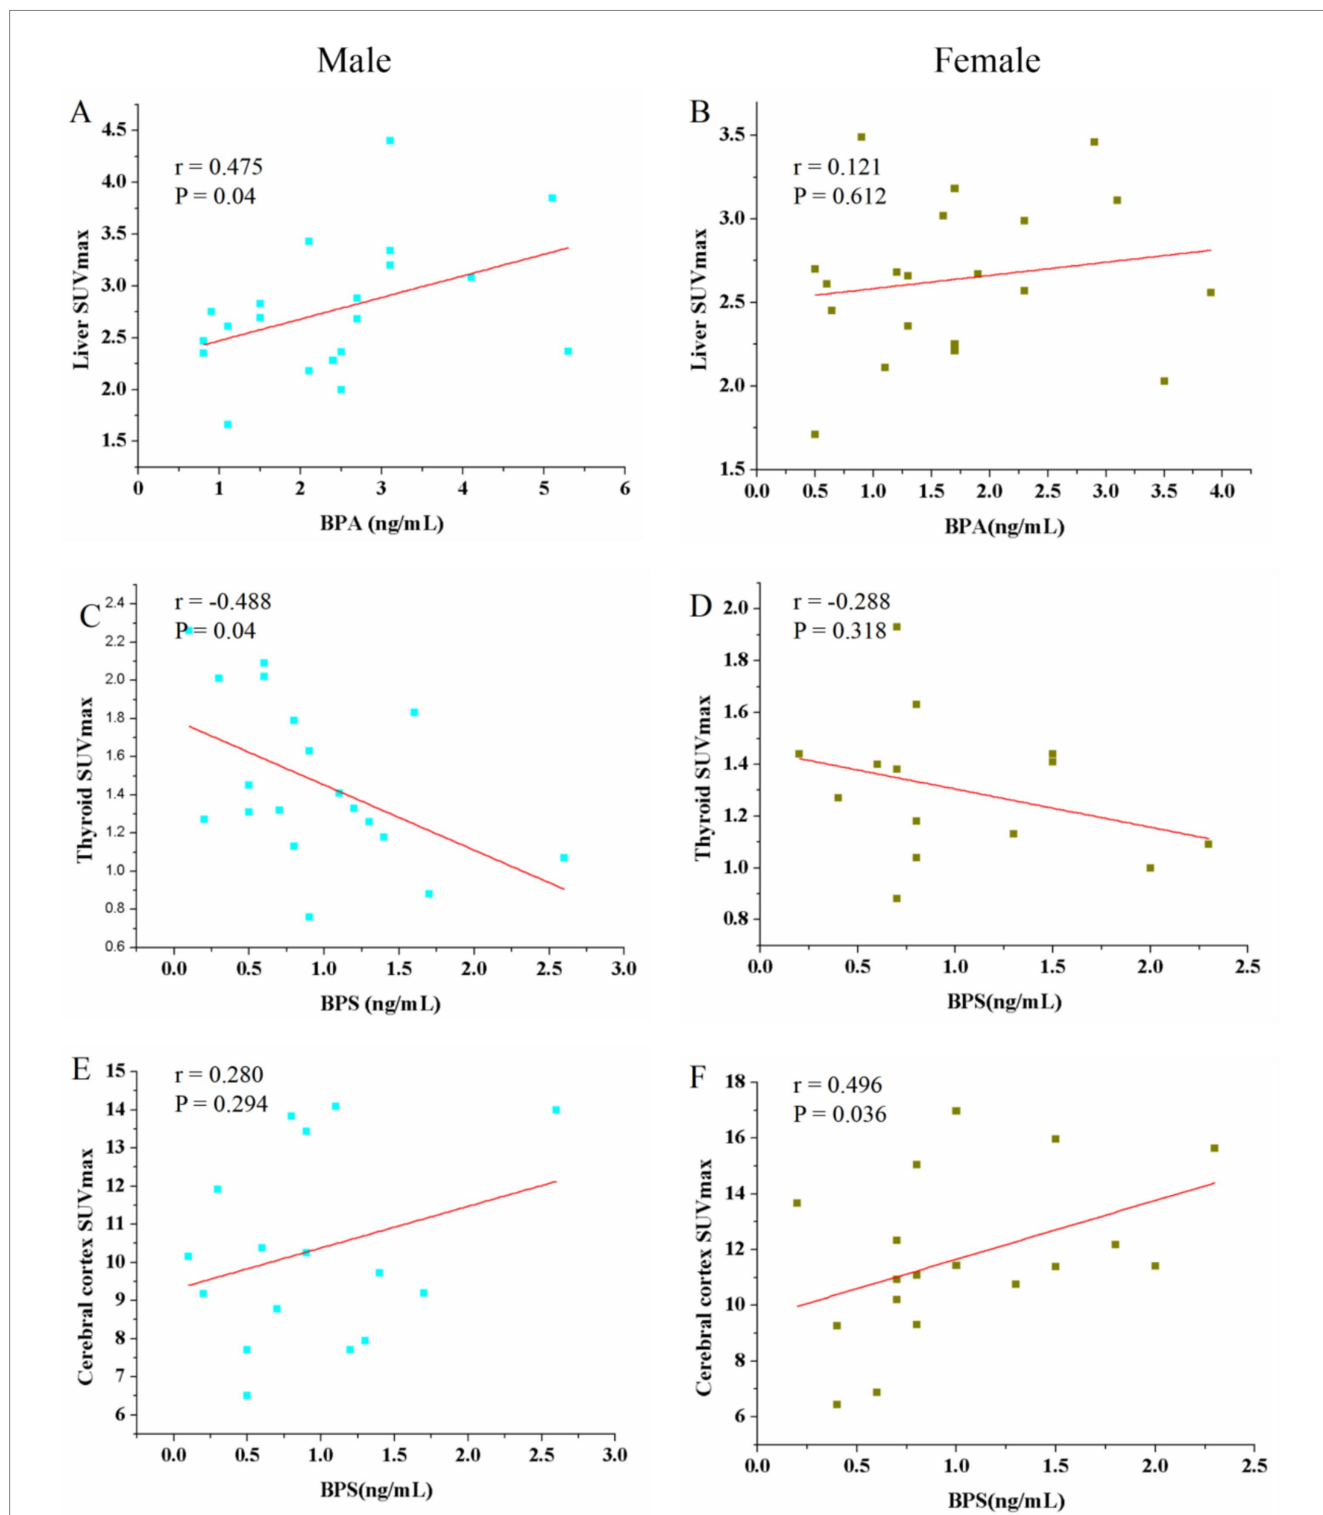 Male
Female
A
r = 0.475
P = 0.04
4.5
4.0
3.5
3.0
2.5
2.0
1.5
Liver SUVmax
0 1 2 3 4 5 6
BPA (ng/mL)
B
r = 0.121
P = 0.612
3.5
3.0
2.5
2.0
1.5
Liver SUVmax
0.0 0.5 1.0 1.5 2.0 2.5 3.0 3.5 4.0
BPA(ng/mL)
C
r = -0.488
P = 0.04
2.4
2.2
2.0
1.8
1.6
1.4
1.2
1.0
0.8
0.6
Thyroid SUVmax
0.0 0.5 1.0 1.5 2.0 2.5 3.0
BPS (ng/mL)
D
r = -0.288
P = 0.318
2.0
1.8
1.6
1.4
1.2
1.0
0.8
Thyroid SUVmax
0.0 0.5 1.0 1.5 2.0 2.5
BPS(ng/mL)
E
r = 0.280
P = 0.294
15
14
13
12
11
10
9
8
7
6
Cerebral cortex SUVmax
0.0 0.5 1.0 1.5 2.0 2.5 3.0
BPS(ng/mL)
F
r = 0.496
P = 0.036
18
16
14
12
10
8
6
Cerebral cortex SUVmax
0.0 0.5 1.0 1.5 2.0 2.5
BPS(ng/mL)